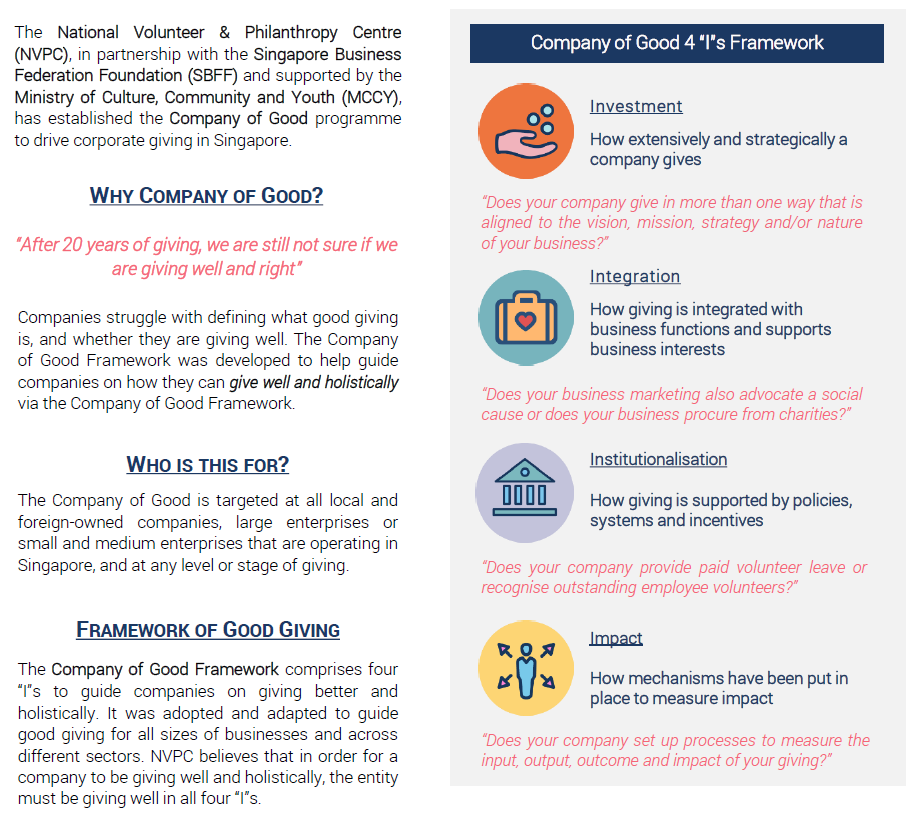 The National Volunteer & Philanthropy Centre
(NVPC), in partnership with the Singapore Business
Federation Foundation (SBFF) and supported by the
Ministry of Culture, Community and Youth (MCCY),
has established the Company of Good programme
to drive corporate giving in Singapore.
WHY COMPANY OF GOOD?
"After 20 years of giving, we are still not sure if we
are giving well and right"
Companies struggle with defining what good giving
is, and whether they are giving well. The Company
of Good Framework was developed to help guide
companies on how they can give well and holistically
via the Company of Good Framework.
WHO IS THIS FOR?
The Company of Good is targeted at all local and
foreign-owned companies, large enterprises or
small and medium enterprises that are operating in
Singapore, and at any level or stage of giving.
FRAMEWORK OF GOOD GIVING
The Company of Good Framework comprises four
"I"s to guide companies on giving better and
holistically. It was adopted and adapted to guide
good giving for all sizes of businesses and across
different sectors. NVPC believes that in order for a
company to be giving well and holistically, the entity
must be giving well in all four "I"s.
Company of Good 4 "I"s Framework
Investment
How extensively and strategically a
company gives
"Does your company give in more than one way that is
aligned to the vision, mission, strategy and/or nature
of your business?"
Integration
How giving is integrated with
business functions and supports
business interests
"Does your business marketing also advocate a social
cause or does your business procure from charities?"
Institutionalisation
How giving is supported by policies,
systems and incentives
"Does your company provide paid volunteer leave or
recognise outstanding employee volunteers?"
Impact
How mechanisms have been put in
place to measure impact
"Does your company set up processes to measure the
input, output, outcome and impact of your giving?"